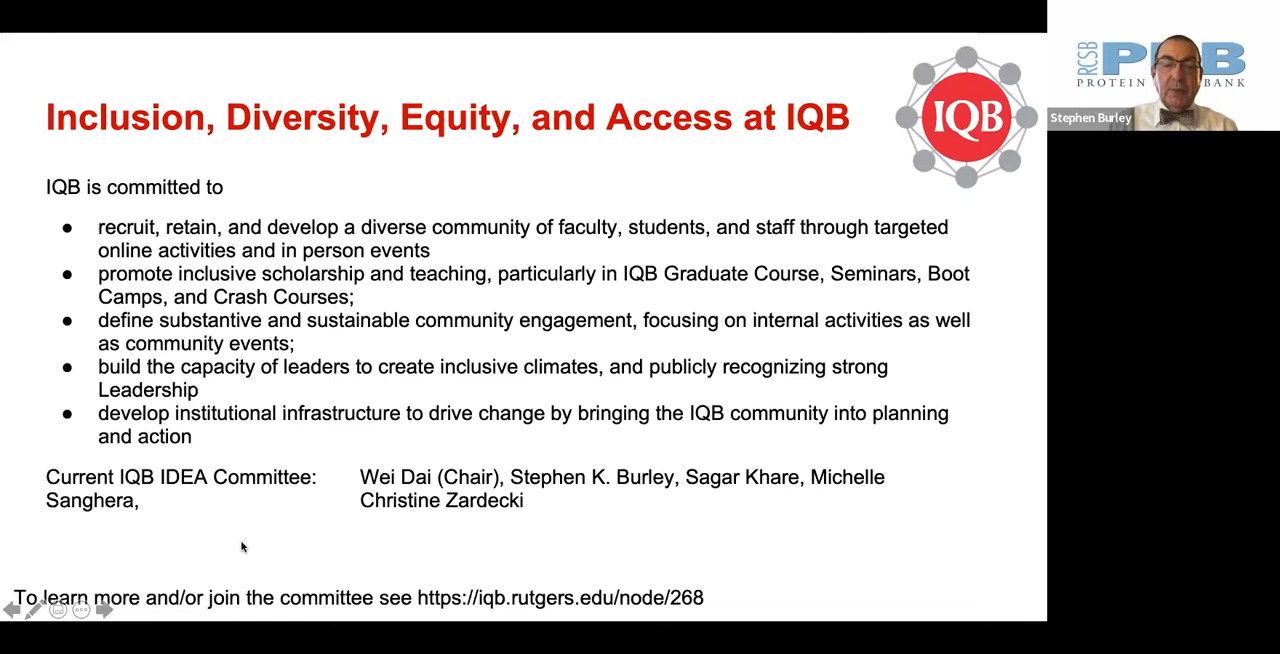 Inclusion, Diversity, Equity, and Access at IQB
IQB
IQB is committed to
● recruit, retain, and develop a diverse community of faculty, students, and staff through targeted
online activities and in person events
● promote inclusive scholarship and teaching, particularly in IQB Graduate Course, Seminars, Boot
Camps, and Crash Courses;
● define substantive and sustainable community engagement, focusing on internal activities as well
as community events;
● build the capacity of leaders to create inclusive climates, and publicly recognizing strong
Leadership
● develop institutional infrastructure to drive change by bringing the IQB community into planning
and action
Current IQB IDEA Committee: Wei Dai (Chair), Stephen K. Burley, Sagar Khare, Michelle
Sanghera, Christine Zardecki
To learn more and/or join the committee see https://iqb.rutgers.edu/node/268
RCSB
P B
PROTEIN BANK
Stephen Burley